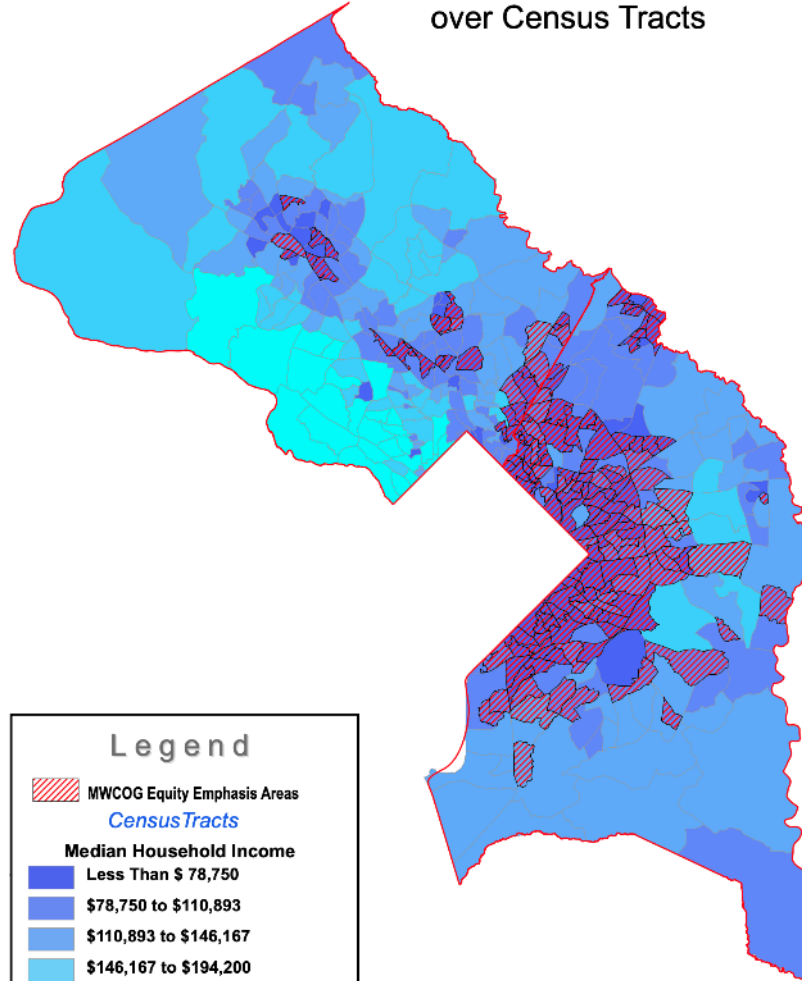 over Census Tracts
Legend
MWCOG Equity Emphasis Areas
CensusTracts
Median Household Income
Less Than $ 78,750
$78,750 to $110,893
$110,893 to $146,167
$146,167 to $194,200